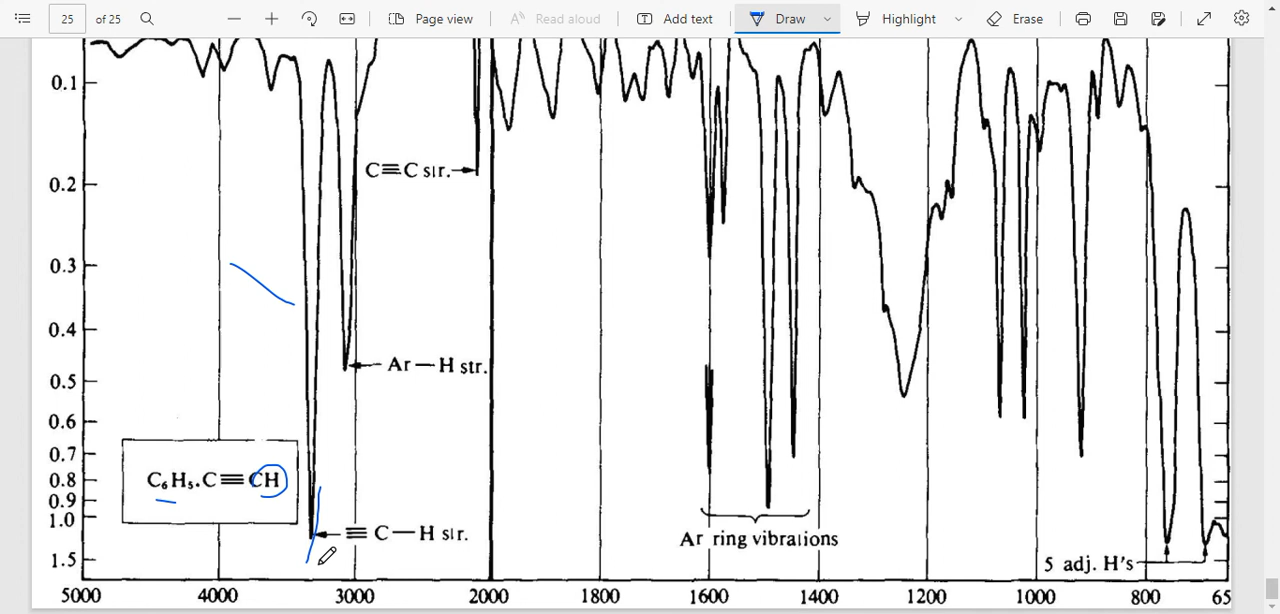 25 of 25 Page view Read aloud Add text Draw Highlight Erase
0.1
C≡C str.
0.2
0.3
0.4
Ar—H str.
0.5
0.6
0.7
0.8
C₆H₅.C≡CH
0.9
1.0
≡C—H str.
Ar ring vibrations
1.5
5 adj. H's
5000 4000 3000 2000 1800 1600 1400 1200 1000 800 65